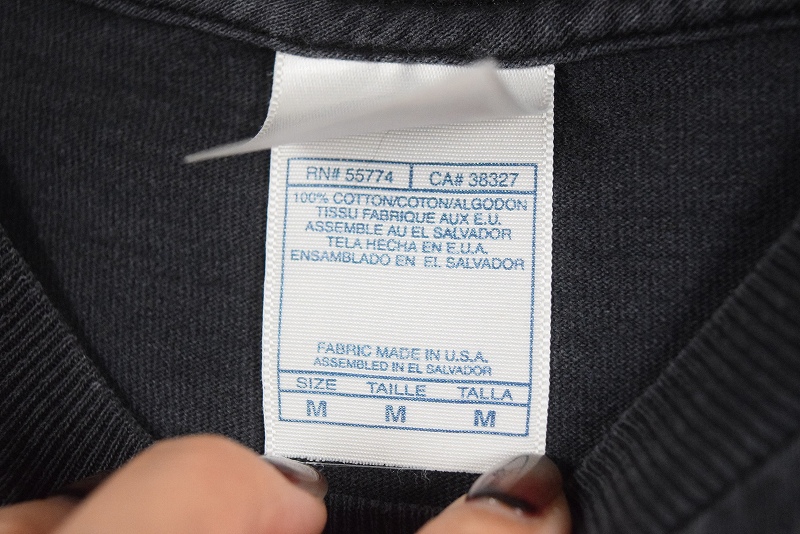 RN# 55774 CA# 38327
100% COTTON/COTON/ALGODON
TISSU FABRIQUE AUX E.U.
ASSEMBLE AU EL SALVADOR
TELA HECHA EN E.U.A.
ENSAMBLADO EN EL SALVADOR
FABRIC MADE IN U.S.A.
ASSEMBLED IN EL SALVADOR
SIZE TAILLE TALLA
M M M